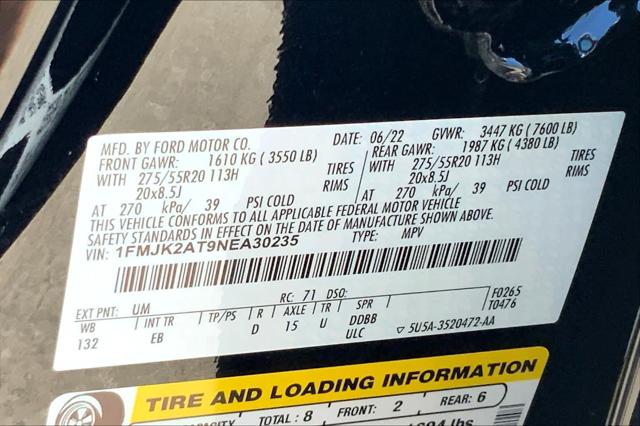 MFD. BY FORD MOTOR CO. DATE: 06/22 GVWR: 3447 KG (7600 LB)
FRONT GAWR: 1610 KG (3550 LB) REAR GAWR: 1987 KG (4380 LB)
WITH 275/55R20 113H TIRES WITH 275/55R20 113H TIRES
20x8.5J RIMS 20x8.5J RIMS
AT 270 kPa/ 39 PSI COLD AT 270 kPa/ 39 PSI COLD
THIS VEHICLE CONFORMS TO ALL APPLICABLE FEDERAL MOTOR VEHICLE
SAFETY STANDARDS IN EFFECT ON THE DATE OF MANUFACTURE SHOWN ABOVE.
VIN: 1FMJK2AT9NEA30235 TYPE: MPV
F0265
T0476
EXT PNT: UM RC: 71 DSO:
WB INT TR TP/PS R AXLE TR SPR
132 EB D 15 U DDBB
ULC ▽ 5U5A-3520472-AA
TIRE AND LOADING INFORMATION
CAPACITY TOTAL: 8 FRONT: 2 REAR: 6